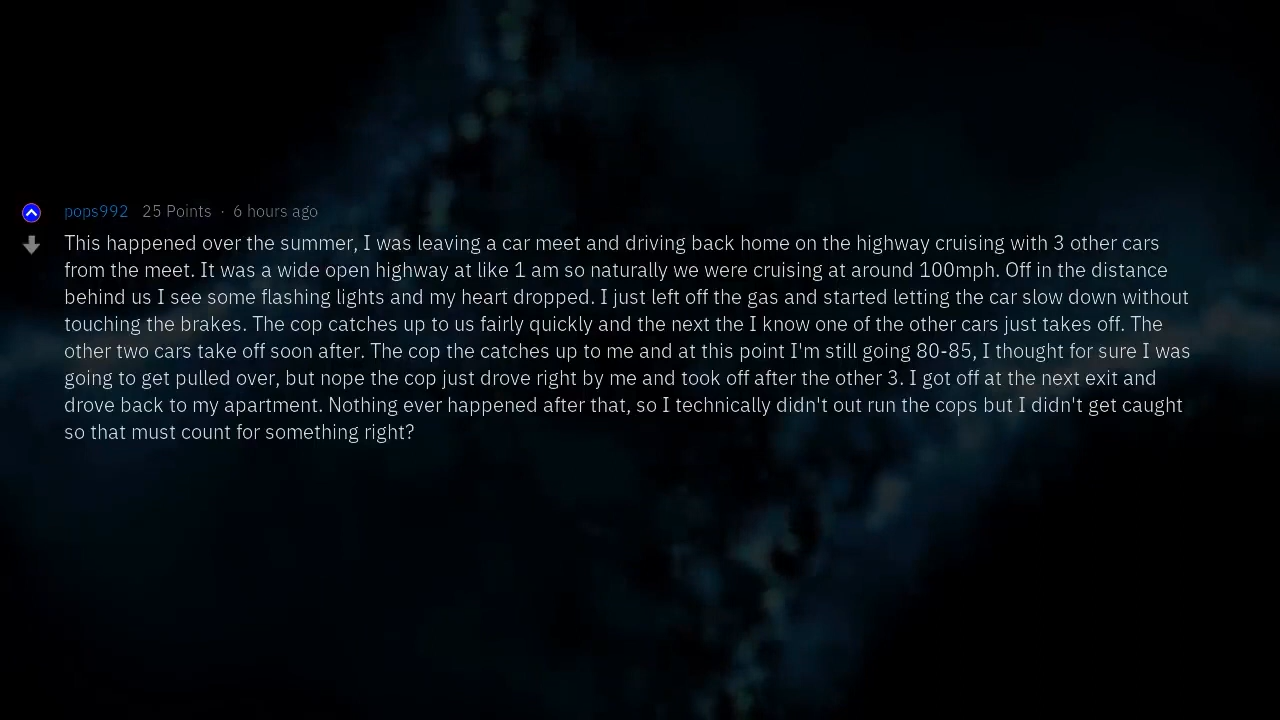 pops992 25 Points · 6 hours ago
This happened over the summer, I was leaving a car meet and driving back home on the highway cruising with 3 other cars
from the meet. It was a wide open highway at like 1 am so naturally we were cruising at around 100mph. Off in the distance
behind us I see some flashing lights and my heart dropped. I just left off the gas and started letting the car slow down without
touching the brakes. The cop catches up to us fairly quickly and the next the I know one of the other cars just takes off. The
other two cars take off soon after. The cop the catches up to me and at this point I'm still going 80-85, I thought for sure I was
going to get pulled over, but nope the cop just drove right by me and took off after the other 3. I got off at the next exit and
drove back to my apartment. Nothing ever happened after that, so I technically didn't out run the cops but I didn't get caught
so that must count for something right?